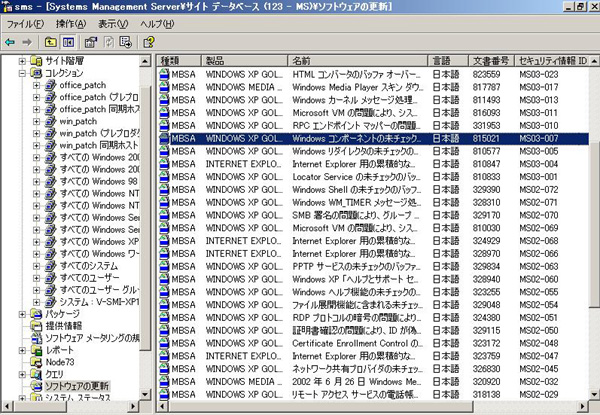 sms - [Systems Management Server¥サイト データベース (123 - MS)¥ソフトウェアの更新]
ファイル(F) 操作(A) 表示(V) ヘルプ(H)
サイト階層
コレクション
office_patch
office_patch (プレプロ
office_patch 同期ホスト
win_patch
win_patch (プレプロダク
win_patch 同期ホスト
すべての Windows 200
すべての Windows 200
すべての Windows 98
すべての Windows NT
すべての Windows NT
すべての Windows NT
すべての Windows XP
すべての Windows ワー
すべてのシステム
すべてのユーザー
すべてのユーザー グル
システム : V-SMI-XP1
パッケージ
提供情報
ソフトウェア メータリングの規
レポート
Node73
クエリ
ソフトウェアの更新
システム ステータス
種類 製品 名前 言語 文書番号 セキュリティ情報 ID
MBSA WINDOWS XP GOL... HTML コンバータのバッファ オーバー... 日本語 823559 MS03-023
MBSA WINDOWS MEDIA ... Windows Media Player スキン ダウ... 日本語 817787 MS03-017
MBSA WINDOWS XP GOL... Windows カーネル メッセージ処理... 日本語 811493 MS03-013
MBSA WINDOWS XP GOL... Microsoft VM の問題により、シス... 日本語 816093 MS03-011
MBSA WINDOWS XP GOL... RPC エンドポイント マッパーの問題... 日本語 331953 MS03-010
MBSA WINDOWS XP GOL... Windows コンポーネントの未チェック... 日本語 815021 MS03-007
MBSA WINDOWS XP GOL... Windows リダイレクタの未チェックの... 日本語 810577 MS03-005
MBSA INTERNET EXPLO... Internet Explorer 用の累積的な... 日本語 810847 MS03-004
MBSA WINDOWS XP GOL... Locator Service の未チェックのバッ... 日本語 810833 MS03-001
MBSA WINDOWS XP GOL... Windows Shell の未チェックのバッフ... 日本語 329390 MS02-072
MBSA WINDOWS XP GOL... Windows WM_TIMER メッセージ処... 日本語 328310 MS02-071
MBSA WINDOWS XP GOL... SMB 署名の問題により、グループ ... 日本語 329170 MS02-070
MBSA WINDOWS XP GOL... Microsoft VM の問題により、シス... 日本語 810030 MS02-069
MBSA INTERNET EXPLO... Internet Explorer 用の累積的な... 日本語 324929 MS02-068
MBSA INTERNET EXPLO... Internet Explorer 用の累積的な... 日本語 328970 MS02-066
MBSA WINDOWS XP GOL... PPTP サービスの未チェックのバッファ... 日本語 329834 MS02-063
MBSA WINDOWS XP GOL... Windows XP 「ヘルプとサポート セ... 日本語 328940 MS02-060
MBSA WINDOWS XP GOL... Windows ヘルプ機能の未チェックの... 日本語 323255 MS02-055
MBSA WINDOWS XP GOL... ファイル展開機能に含まれる未チェッ... 日本語 329048 MS02-054
MBSA WINDOWS XP GOL... RDP プロトコルの暗号の問題により... 日本語 324380 MS02-051
MBSA WINDOWS XP GOL... 証明書確認の問題により、ID が偽... 日本語 329115 MS02-050
MBSA WINDOWS XP GOL... Certificate Enrollment Control の... 日本語 323172 MS02-048
MBSA INTERNET EXPLO... Internet Explorer 用の累積的な... 日本語 323759 MS02-047
MBSA WINDOWS XP GOL... ネットワーク共有プロバイダの未チェッ... 日本語 326830 MS02-045
MBSA WINDOWS MEDIA ... 2002 年 6 月 26 日 Windows Me... 日本語 320920 MS02-032
MBSA WINDOWS XP GOL... リモート アクセス サービスの電話帳... 日本語 318138 MS02-029